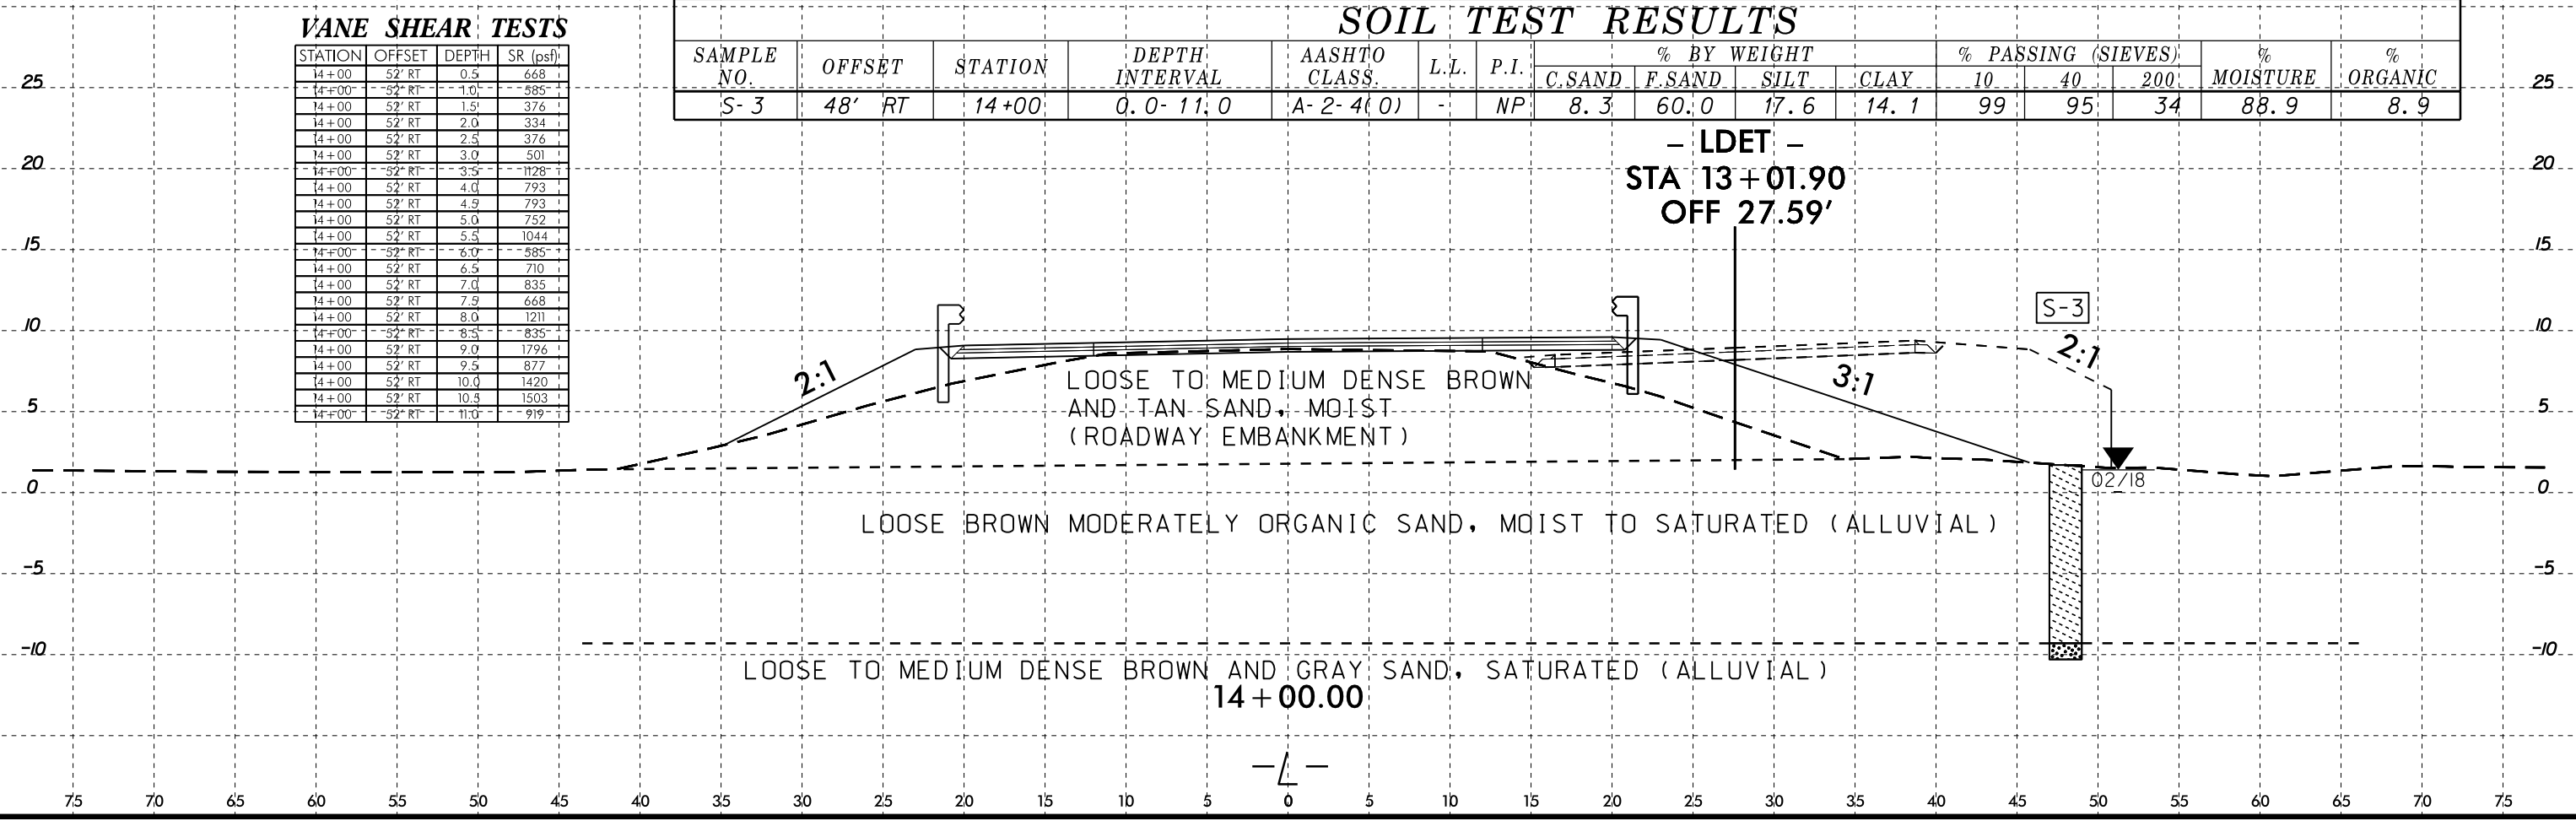 VANE SHEAR TESTS
STATION OFFSET DEPTH SR (psf)
14+00 52' RT 0.5 668
14+00 52' RT 1.0 585
14+00 52' RT 1.5 376
14+00 52' RT 2.0 334
14+00 52' RT 2.5 376
14+00 52' RT 3.0 501
14+00 52' RT 3.5 1128
14+00 52' RT 4.0 793
14+00 52' RT 4.5 793
14+00 52' RT 5.0 752
14+00 52' RT 5.5 1044
14+00 52' RT 6.0 585
14+00 52' RT 6.5 710
14+00 52' RT 7.0 835
14+00 52' RT 7.5 668
14+00 52' RT 8.0 1211
14+00 52' RT 8.5 835
14+00 52' RT 9.0 1796
14+00 52' RT 9.5 877
14+00 52' RT 10.0 1420
14+00 52' RT 10.5 1503
14+00 52' RT 11.0 919
SOIL TEST RESULTS
SAMPLE NO. OFFSET STATION DEPTH INTERVAL AASHTO CLASS. L.L. P.I. % BY WEIGHT % PASSING (SIEVES) % MOISTURE % ORGANIC
C.SAND F.SAND SILT CLAY 10 40 200
S-3 48' RT 14+00 0.0-11.0 A-2-4(0) - NP 8.3 60.0 17.6 14.1 99 95 34 88.9 8.9
- LDET -
STA 13+01.90
OFF 27.59'
25 25
20 20
15 15
10 10
5 5
0 0
-5 -5
-10 -10
S-3
2:1
2:1
3:1
LOOSE TO MEDIUM DENSE BROWN
AND TAN SAND, MOIST
(ROADWAY EMBANKMENT)
02/18
LOOSE BROWN MODERATELY ORGANIC SAND, MOIST TO SATURATED (ALLUVIAL)
LOOSE TO MEDIUM DENSE BROWN AND GRAY SAND, SATURATED (ALLUVIAL)
14+00.00
-L-
75 70 65 60 55 50 45 40 35 30 25 20 15 10 5 0 5 10 15 20 25 30 35 40 45 50 55 60 65 70 75